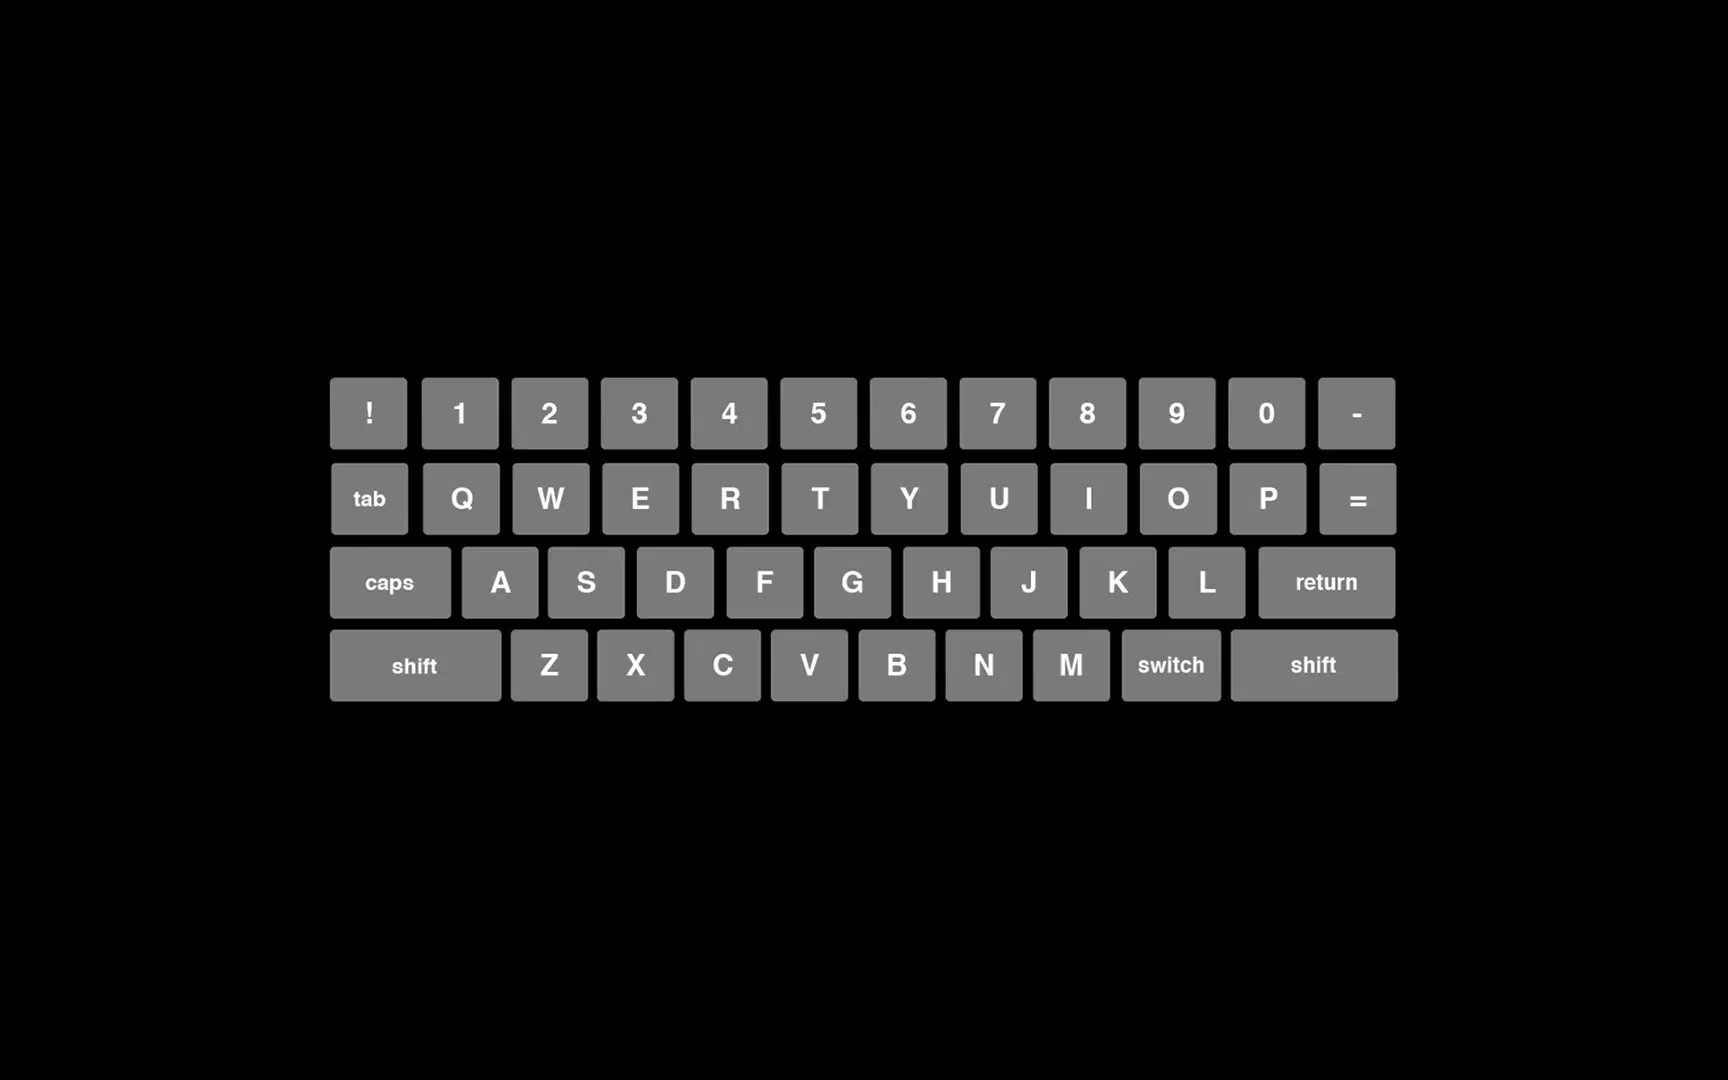 ! 1 2 3 4 5 6 7 8 9 0 -
tab Q W E R T Y U I O P =
caps A S D F G H J K L return
shift Z X C V B N M switch shift